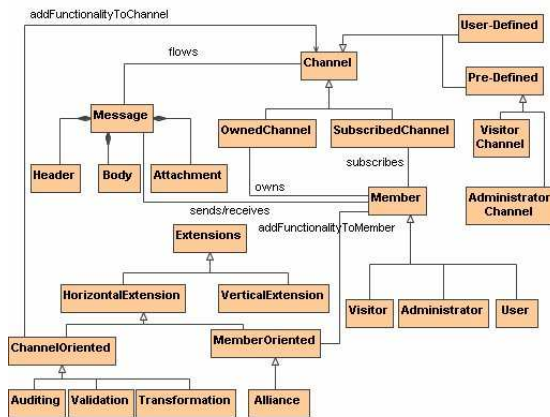 addFunctionalityToChannel
User-Defined
flows
Channel
Pre-Defined
Message
OwnedChannel
SubscribedChannel
Visitor
Channel
Header
Body
Attachment
subscribes
owns
Member
Administrator
Channel
sends/receives
addFunctionalityToMember
Extensions
HorizontalExtension
VerticalExtension
Visitor
Administrator
User
ChannelOriented
MemberOriented
Auditing
Validation
Transformation
Alliance